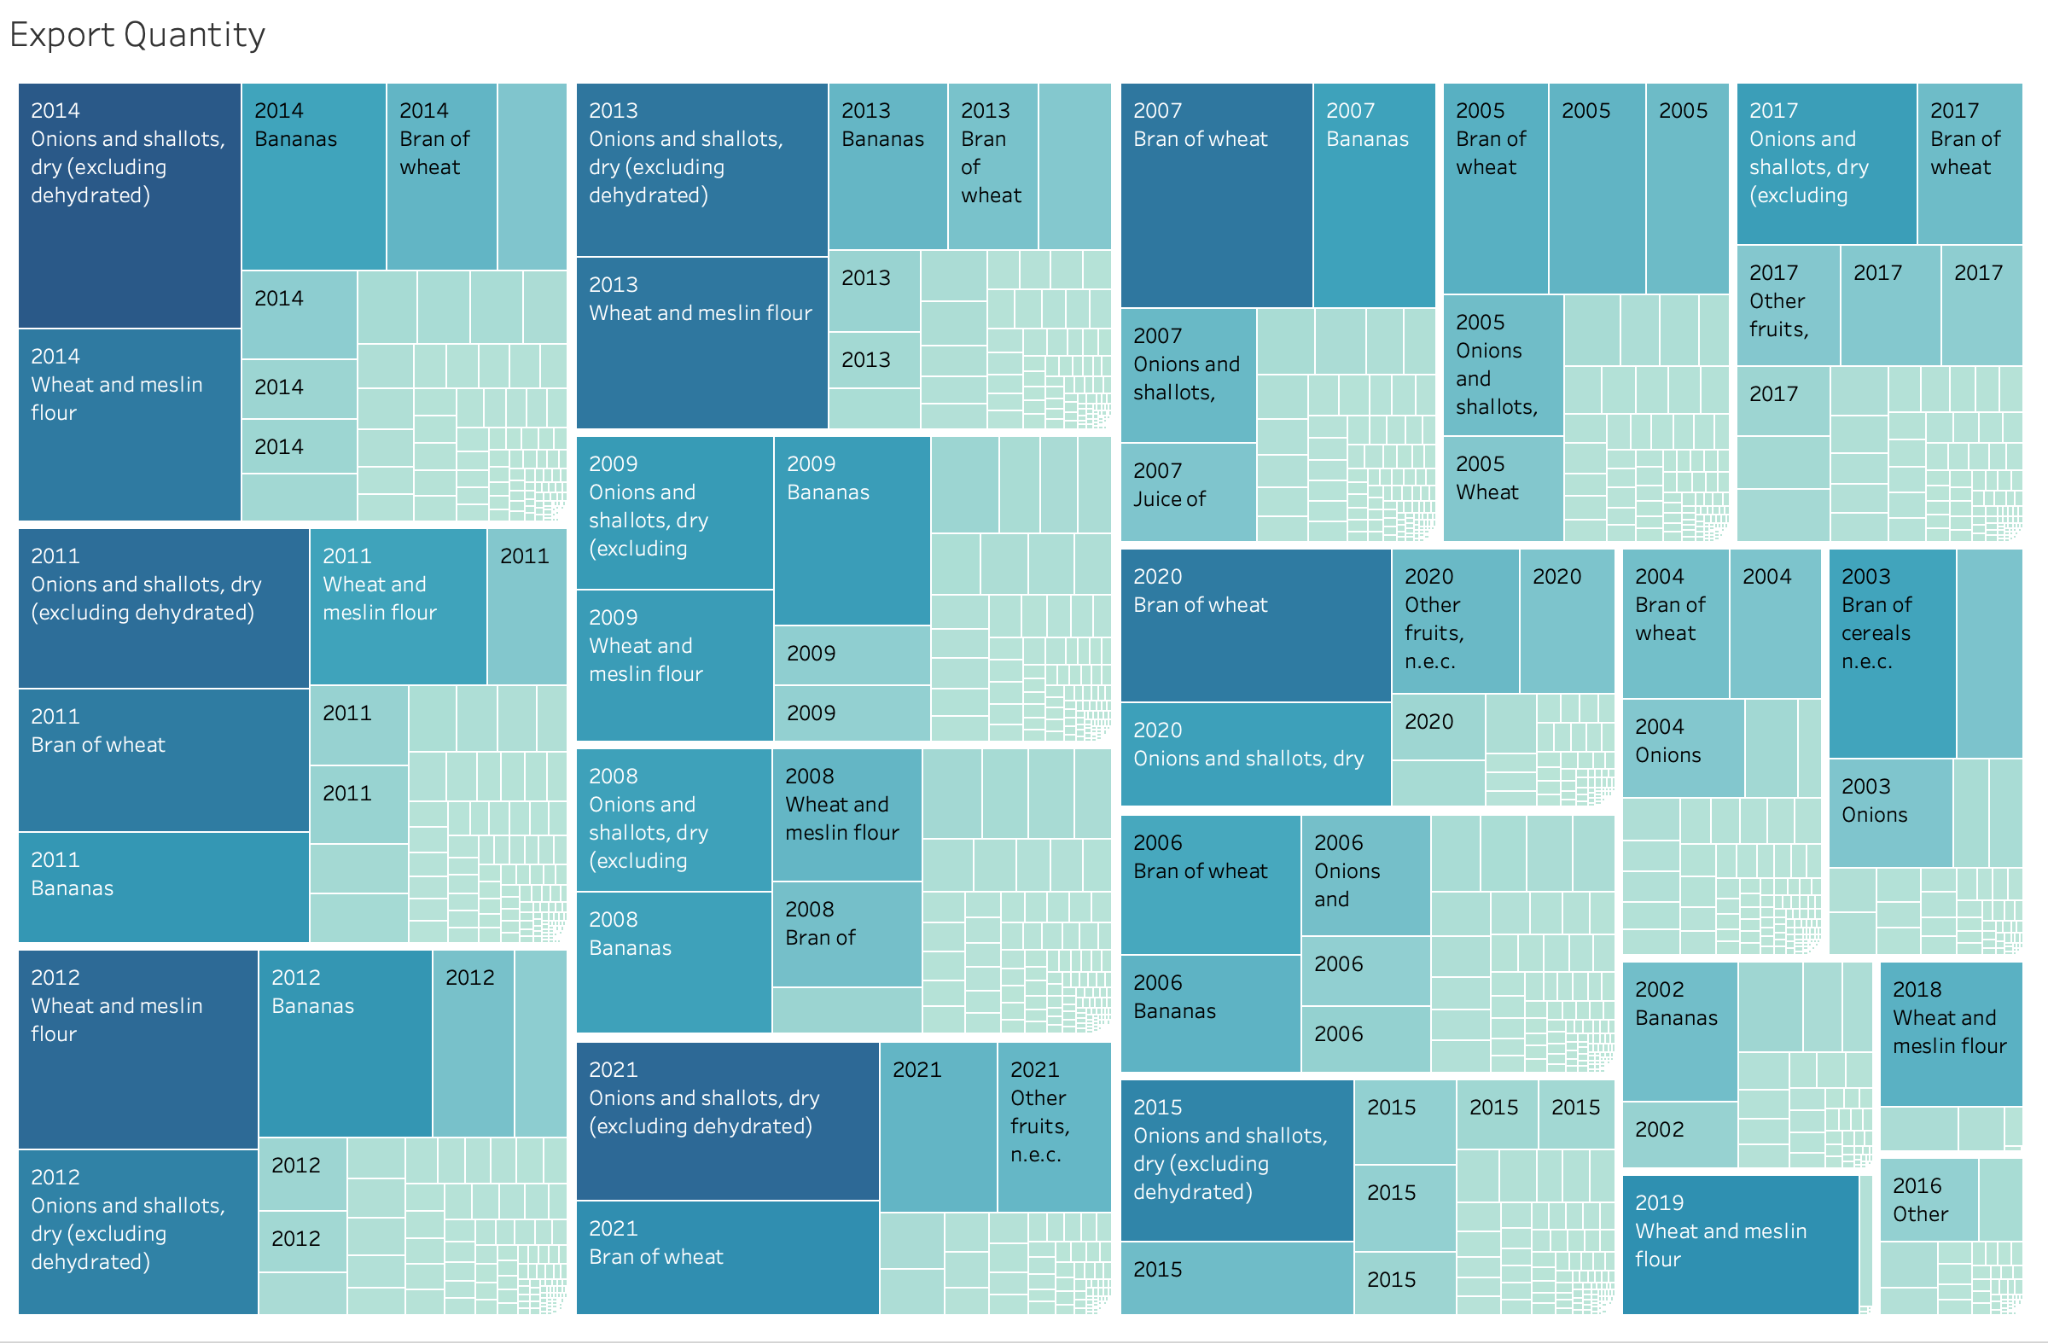 Export Quantity
2014
Onions and shallots,
dry (excluding
dehydrated)
2014
Bananas
2014
Bran of
wheat
2014
Wheat and meslin
flour
2014
2014
2014
2011
Onions and shallots, dry
(excluding dehydrated)
2011
Wheat and
meslin flour
2011
2011
Bran of wheat
2011
2011
2011
Bananas
2012
Wheat and meslin
flour
2012
Bananas
2012
2012
Onions and shallots,
dry (excluding
dehydrated)
2012
2012
2013
Onions and shallots,
dry (excluding
dehydrated)
2013
Bananas
2013
Bran
of
wheat
2013
Wheat and meslin flour
2013
2013
2009
Onions and
shallots, dry
(excluding
2009
Bananas
2009
Wheat and
meslin flour
2009
2009
2008
Onions and
shallots, dry
(excluding
2008
Wheat and
meslin flour
2008
Bananas
2008
Bran of
2021
Onions and shallots, dry
(excluding dehydrated)
2021
2021
Other
fruits,
n.e.c.
2021
Bran of wheat
2007
Bran of wheat
2007
Bananas
2007
Onions and
shallots,
2007
Juice of
2005
Bran of
wheat
2005
2005
2005
Onions
and
shallots,
2005
Wheat
2017
Onions and
shallots, dry
(excluding
2017
Bran of
wheat
2017
Other
fruits,
2017
2017
2017
2020
Bran of wheat
2020
Other
fruits,
n.e.c.
2020
2020
Onions and shallots, dry
2020
2006
Bran of wheat
2006
Onions
and
2006
Bananas
2006
2006
2015
Onions and shallots,
dry (excluding
dehydrated)
2015
2015
2015
2015
2015
2015
2004
Bran of
wheat
2004
2004
Onions
2003
Bran of
cereals
n.e.c.
2003
Onions
2002
Bananas
2002
2018
Wheat and
meslin flour
2019
Wheat and meslin
flour
2016
Other